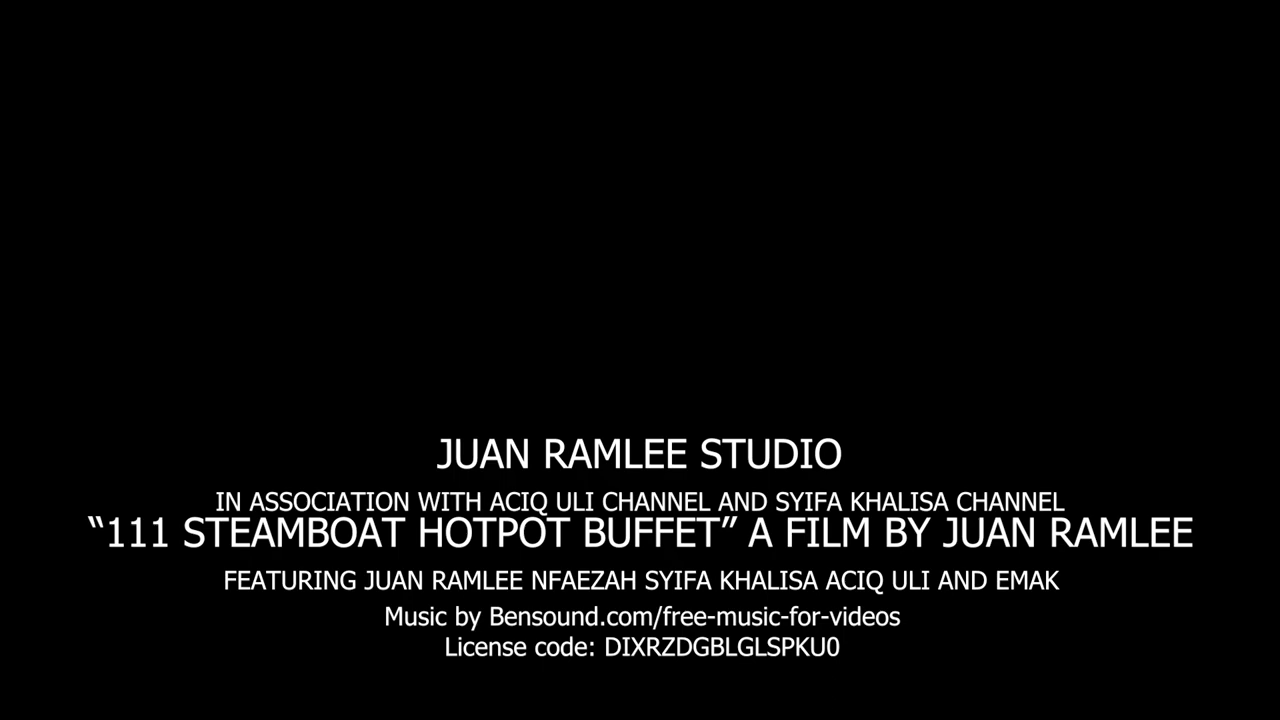 JUAN RAMLEE STUDIO
IN ASSOCIATION WITH ACIQ ULI CHANNEL AND SYIFA KHALISA CHANNEL
“111 STEAMBOAT HOTPOT BUFFET” A FILM BY JUAN RAMLEE
FEATURING JUAN RAMLEE NFAEZAH SYIFA KHALISA ACIQ ULI AND EMAK
Music by Bensound.com/free-music-for-videos
License code: DIXRZDGBLGLSPKU0